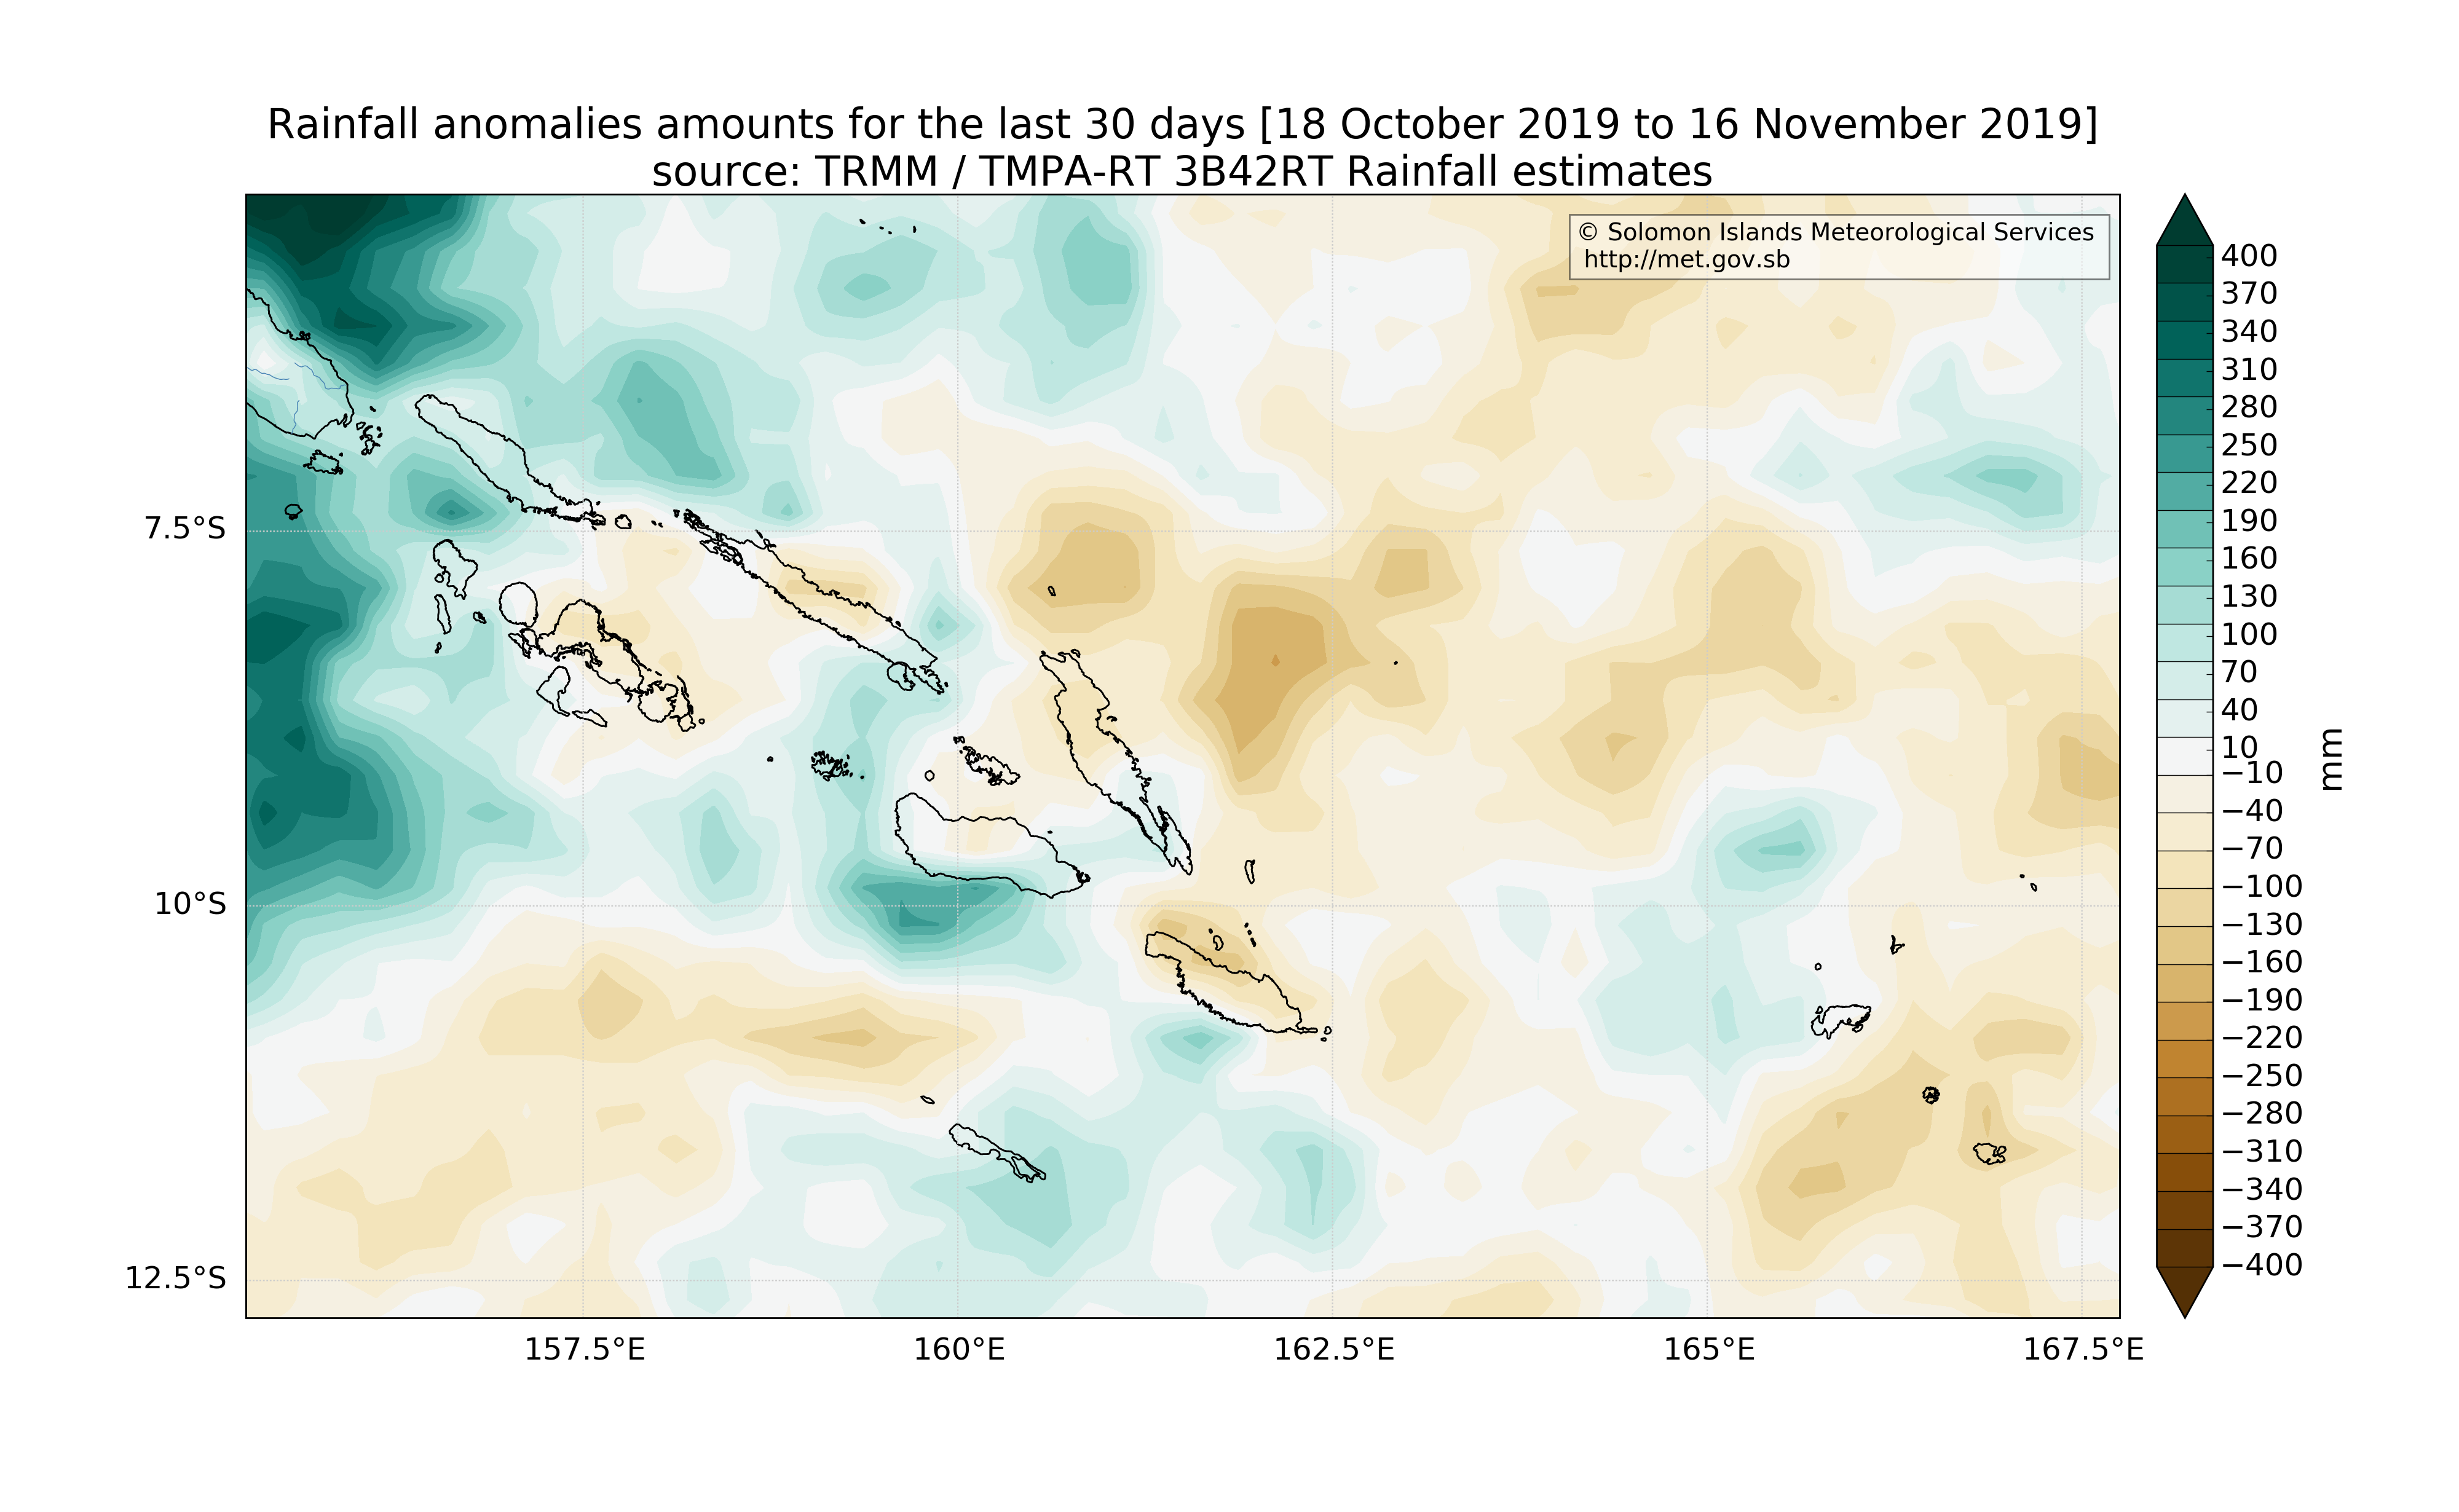 Rainfall anomalies amounts for the last 30 days [18 October 2019 to 16 November 2019]
source: TRMM / TMPA-RT 3B42RT Rainfall estimates
© Solomon Islands Meteorological Services
http://met.gov.sb
7.5°S
10°S
12.5°S
157.5°E
160°E
162.5°E
165°E
167.5°E
400
370
340
310
280
250
220
190
160
130
100
70
40
10
−10
−40
−70
−100
−130
−160
−190
−220
−250
−280
−310
−340
−370
−400
mm